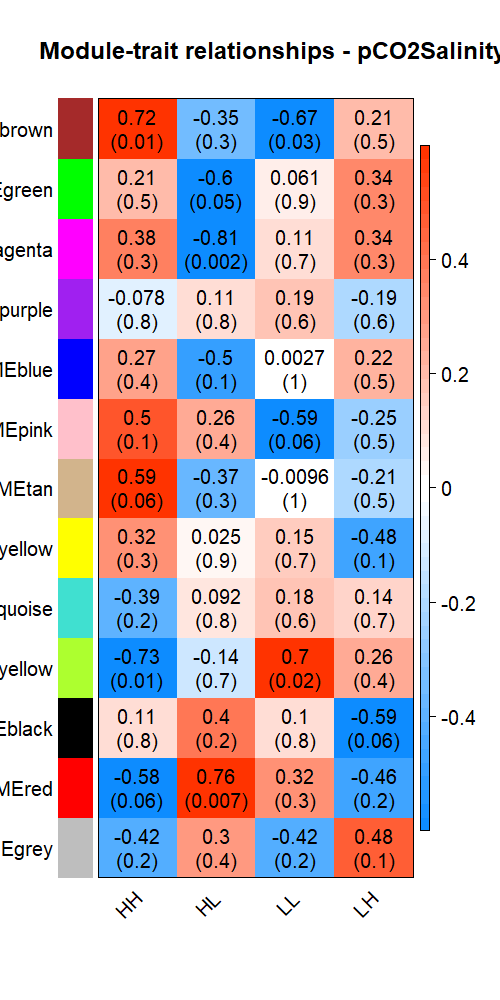 Module-trait relationships - pCO2Salinity
brown 0.72 -0.35 -0.67 0.21
(0.01) (0.3) (0.03) (0.5)
green 0.21 -0.6 0.061 0.34
(0.5) (0.05) (0.9) (0.3)
agenta 0.38 -0.81 0.11 0.34
(0.3) (0.002) (0.7) (0.3)
purple -0.078 0.11 0.19 -0.19
(0.8) (0.8) (0.6) (0.6)
MEblue 0.27 -0.5 0.0027 0.22
(0.4) (0.1) (1) (0.5)
MEpink 0.5 0.26 -0.59 -0.25
(0.1) (0.4) (0.06) (0.5)
MEtan 0.59 -0.37 -0.0096 -0.21
(0.06) (0.3) (1) (0.5)
yellow 0.32 0.025 0.15 -0.48
(0.3) (0.9) (0.7) (0.1)
quoise -0.39 0.092 0.18 0.14
(0.2) (0.8) (0.6) (0.7)
yellow -0.73 -0.14 0.7 0.26
(0.01) (0.7) (0.02) (0.4)
Eblack 0.11 0.4 0.1 -0.59
(0.8) (0.2) (0.8) (0.06)
MEred -0.58 0.76 0.32 -0.46
(0.06) (0.007) (0.3) (0.2)
Egrey -0.42 0.3 -0.42 0.48
(0.2) (0.4) (0.2) (0.1)
HH HL LL LH
0.4
0.2
0
-0.2
-0.4